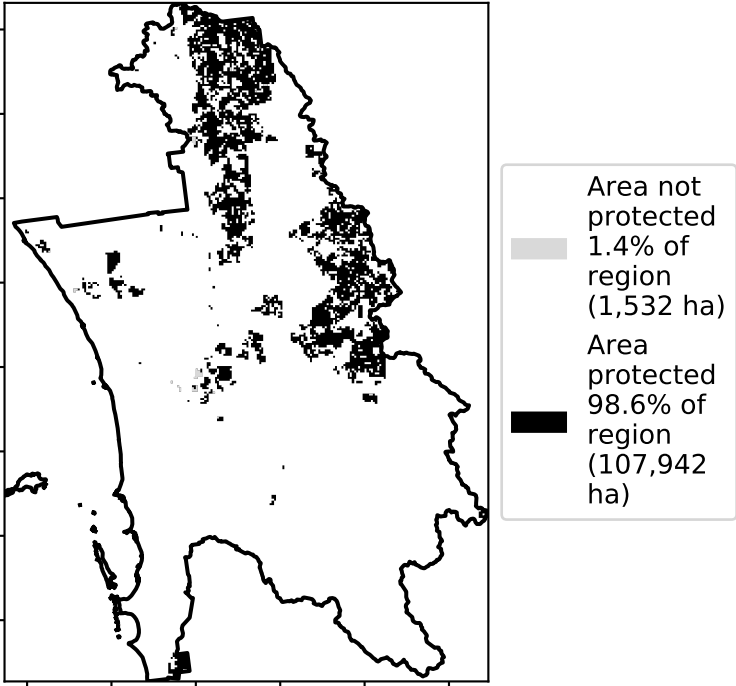 Area not
protected
1.4% of
region
(1,532 ha)
Area
protected
98.6% of
region
(107,942
ha)